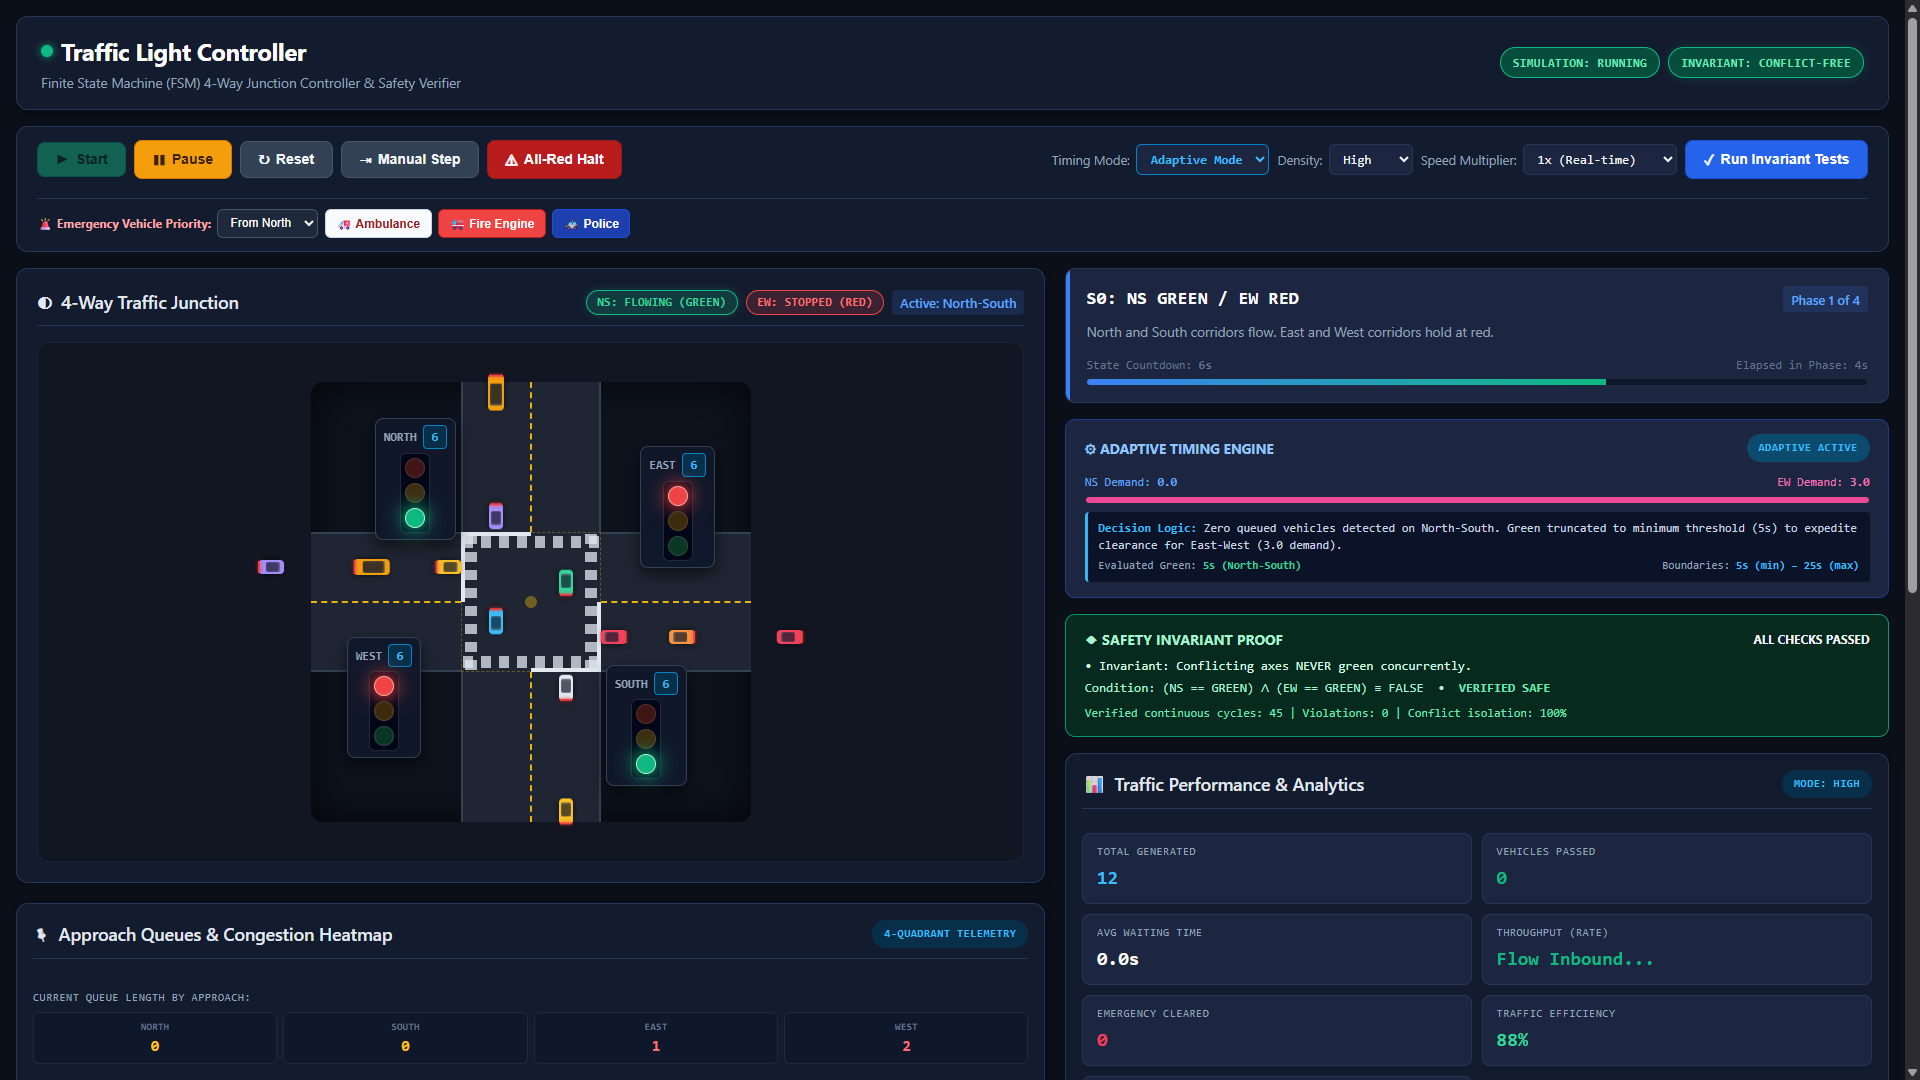 Traffic Light Controller
Finite State Machine (FSM) 4-Way Junction Controller & Safety Verifier
SIMULATION: RUNNING
INVARIANT: CONFLICT-FREE
Start
Pause
Reset
Manual Step
All-Red Halt
Timing Mode:
Adaptive Mode
Density:
High
Speed Multiplier:
1x (Real-time)
✓ Run Invariant Tests
Emergency Vehicle Priority:
From North
Ambulance
Fire Engine
Police
4-Way Traffic Junction
NS: FLOWING (GREEN)
EW: STOPPED (RED)
Active: North-South
NORTH 6
EAST 6
WEST 6
SOUTH 6
S0: NS GREEN / EW RED
Phase 1 of 4
North and South corridors flow. East and West corridors hold at red.
State Countdown: 6s
Elapsed in Phase: 4s
ADAPTIVE TIMING ENGINE
ADAPTIVE ACTIVE
NS Demand: 0.0
EW Demand: 3.0
Decision Logic: Zero queued vehicles detected on North-South. Green truncated to minimum threshold (5s) to expedite
clearance for East-West (3.0 demand).
Evaluated Green: 5s (North-South)
Boundaries: 5s (min) – 25s (max)
SAFETY INVARIANT PROOF
ALL CHECKS PASSED
• Invariant: Conflicting axes NEVER green concurrently.
Condition: (NS == GREEN) ∧ (EW == GREEN) ≡ FALSE • VERIFIED SAFE
Verified continuous cycles: 45 | Violations: 0 | Conflict isolation: 100%
Traffic Performance & Analytics
MODE: HIGH
TOTAL GENERATED
12
VEHICLES PASSED
0
AVG WAITING TIME
0.0s
THROUGHPUT (RATE)
Flow Inbound...
EMERGENCY CLEARED
0
TRAFFIC EFFICIENCY
88%
Approach Queues & Congestion Heatmap
4-QUADRANT TELEMETRY
CURRENT QUEUE LENGTH BY APPROACH:
NORTH
0
SOUTH
0
EAST
1
WEST
2